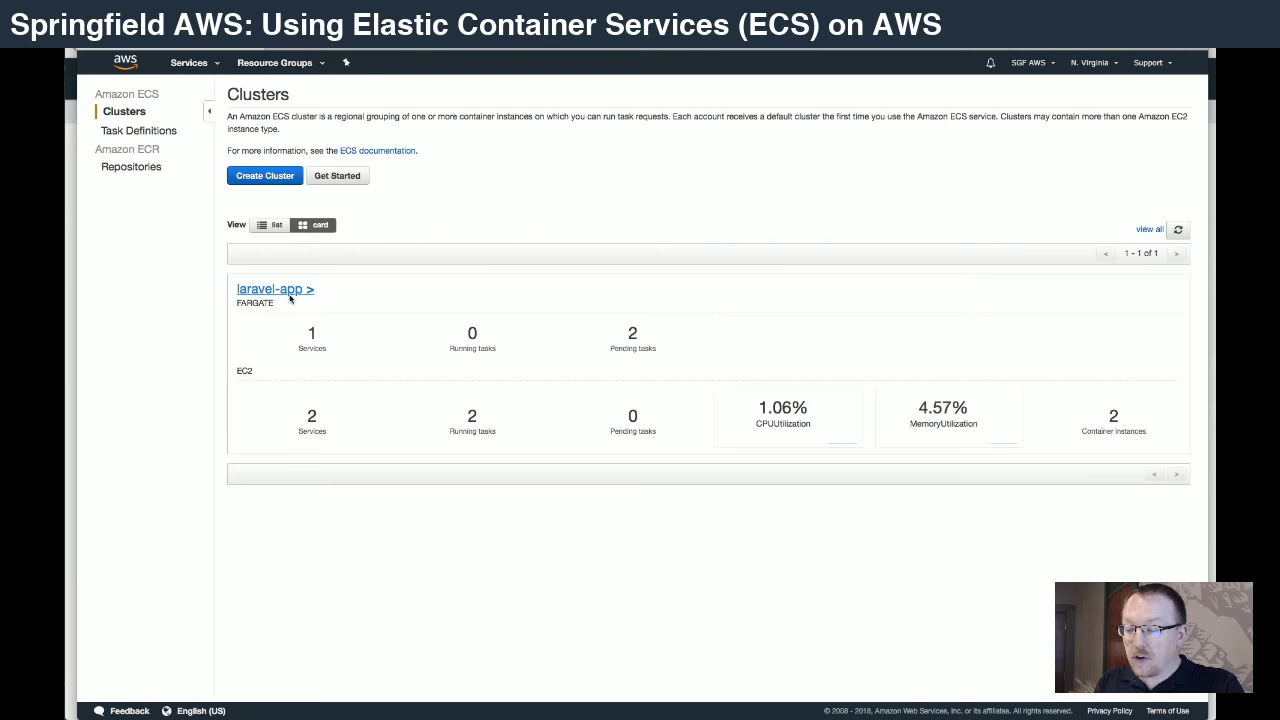 Springfield AWS: Using Elastic Container Services (ECS) on AWS
aws
Services
Resource Groups
SGF AWS
N. Virginia
Support
Amazon ECS
Clusters
Task Definitions
Amazon ECR
Repositories
Clusters
An Amazon ECS cluster is a regional grouping of one or more container instances on which you can run task requests. Each account receives a default cluster the first time you use the Amazon ECS service. Clusters may contain more than one Amazon EC2
instance type.
For more information, see the ECS documentation.
Create Cluster
Get Started
View
list
card
view all
< 1 - 1 of 1 >
laravel-app >
FARGATE
1
0
2
Services
Running tasks
Pending tasks
EC2
2
2
0
1.06%
4.57%
2
Services
Running tasks
Pending tasks
CPUUtilization
MemoryUtilization
Container instances
< >
Feedback
English (US)
© 2008 - 2018, Amazon Web Services, Inc. or its affiliates. All rights reserved.
Privacy Policy
Terms of Use